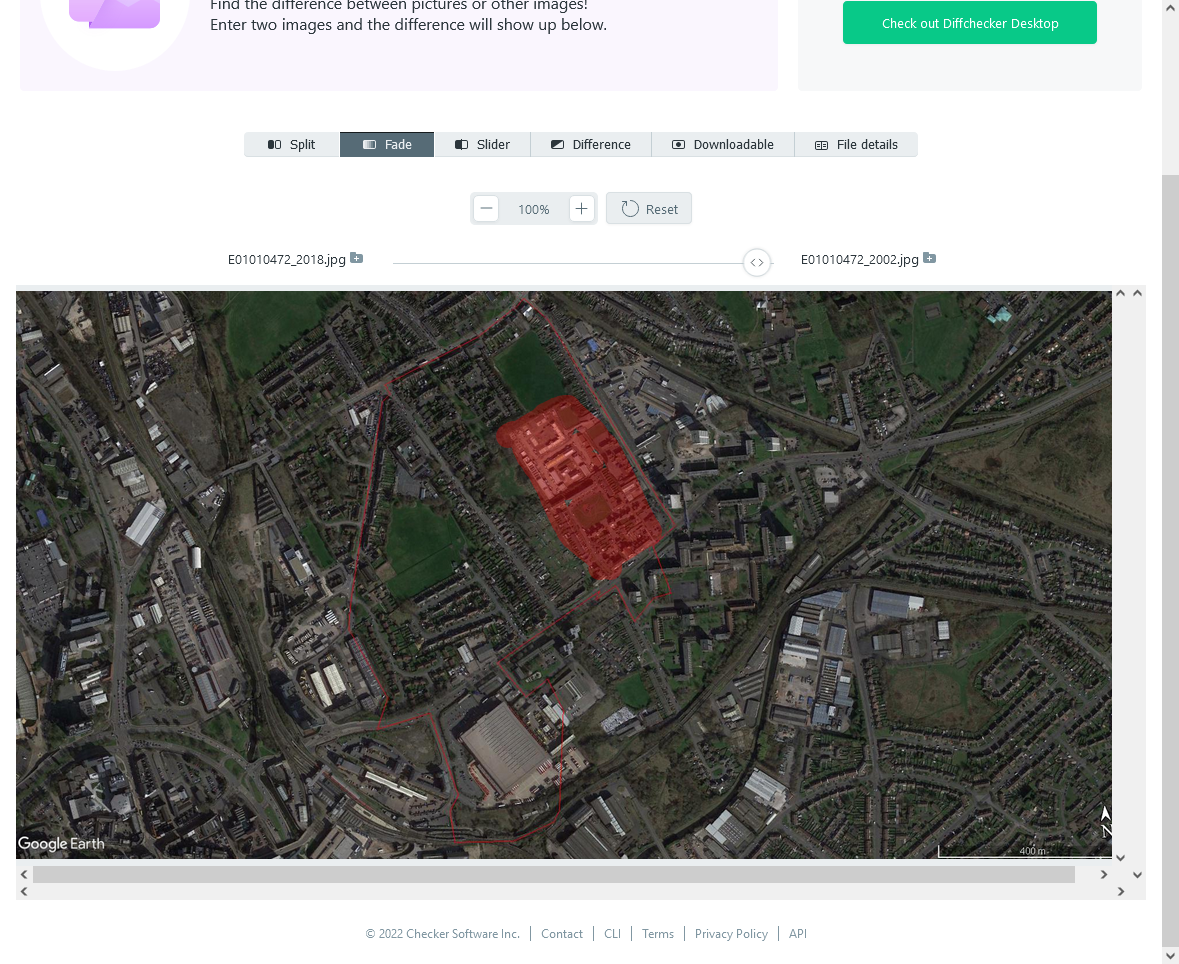 Find the difference between pictures or other images!
Enter two images and the difference will show up below.
Check out Diffchecker Desktop
Split
Fade
Slider
Difference
Downloadable
File details
100%
Reset
E01010472_2018.jpg
E01010472_2002.jpg
N
Google Earth
400 m
© 2022 Checker Software Inc.
Contact
CLI
Terms
Privacy Policy
API